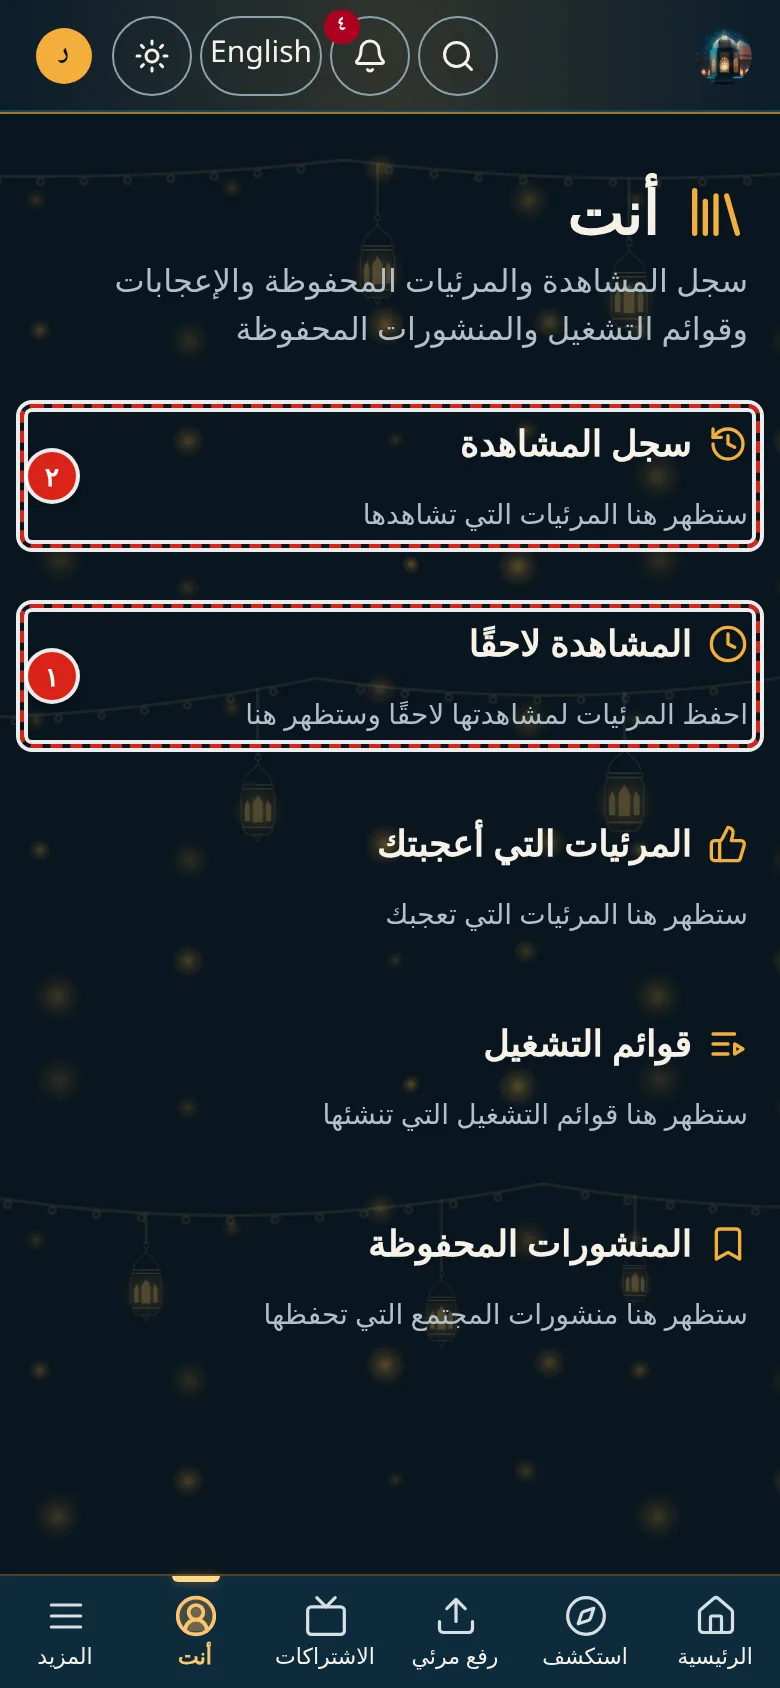 ٤
English
ر
أنت
سجل المشاهدة والمرئيات المحفوظة والإعجابات
وقوائم التشغيل والمنشورات المحفوظة
سجل المشاهدة
ستظهر هنا المرئيات التي تشاهدها
٢
المشاهدة لاحقًا
احفظ المرئيات لمشاهدتها لاحقًا وستظهر هنا
١
المرئيات التي أعجبتك
ستظهر هنا المرئيات التي تعجبك
قوائم التشغيل
ستظهر هنا قوائم التشغيل التي تنشئها
المنشورات المحفوظة
ستظهر هنا منشورات المجتمع التي تحفظها
الرئيسية
استكشف
رفع مرئي
الاشتراكات
أنت
المزيد